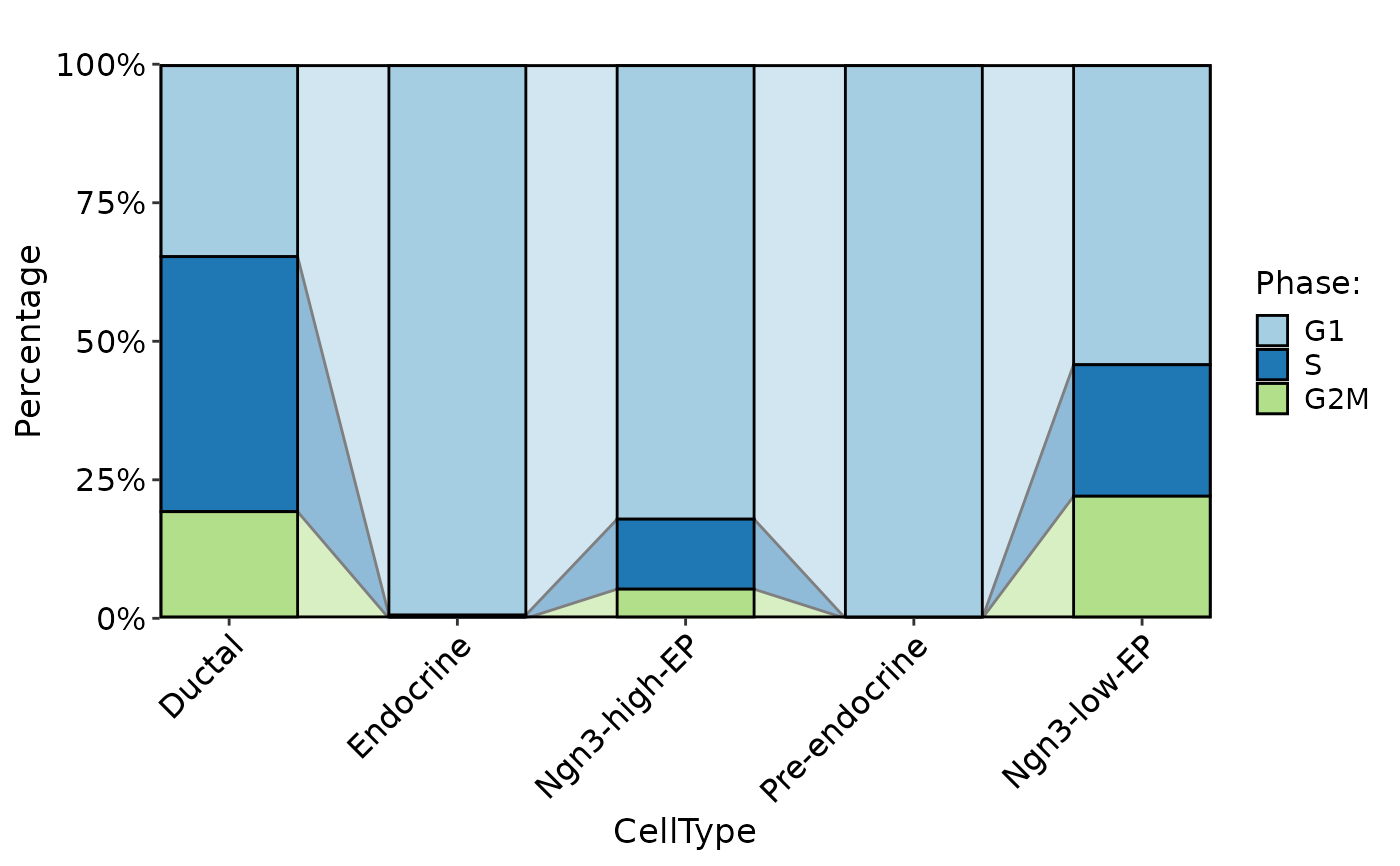 100%
75%
50%
25%
0%
Percentage
Ductal
Endocrine
Ngn3-high-EP
Pre-endocrine
Ngn3-low-EP
CellType
Phase:
G1
S
G2M